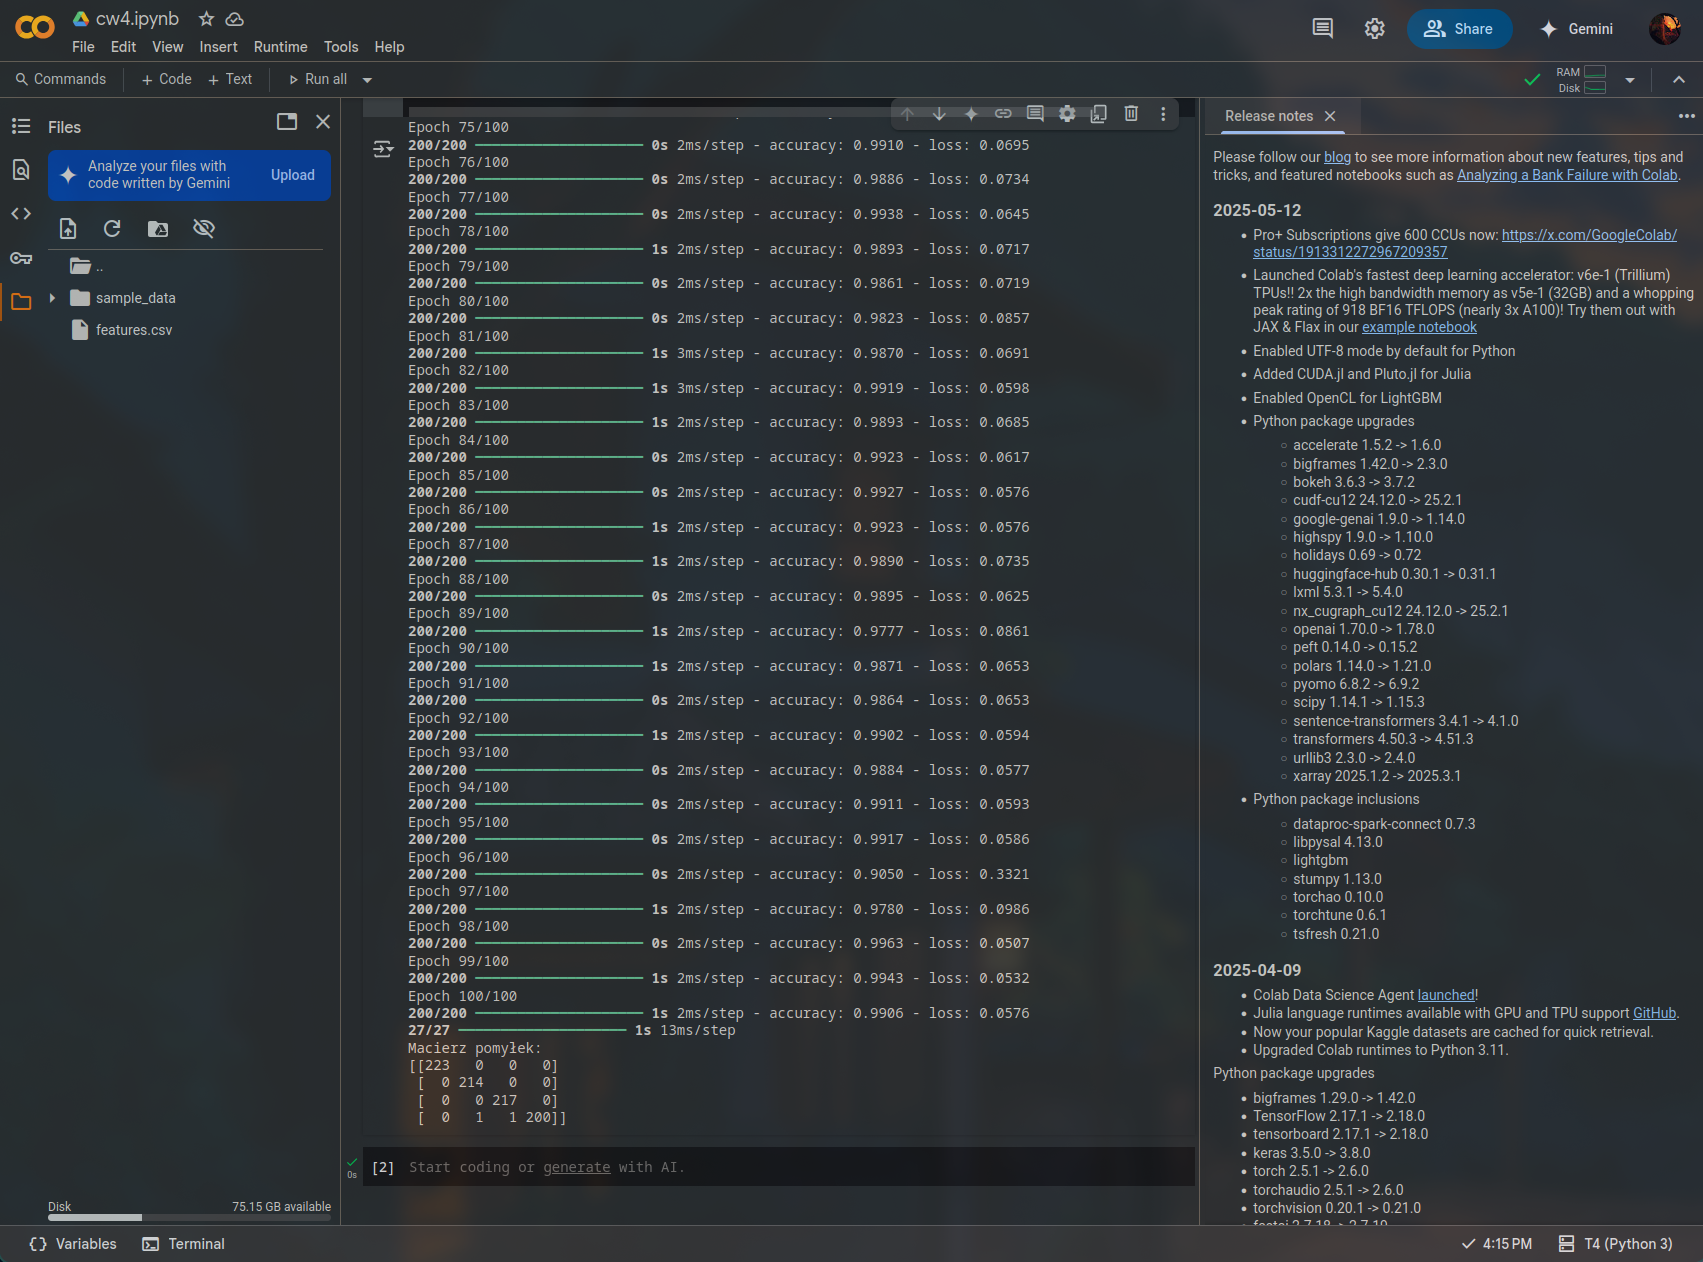 cw4.ipynb
File Edit View Insert Runtime Tools Help
Share
Gemini
Commands
+ Code + Text
Run all
RAM
Disk
Files
Analyze your files with
code written by Gemini
Upload
..
sample_data
features.csv
Disk 75.15 GB available
Epoch 75/100
200/200 0s 2ms/step - accuracy: 0.9910 - loss: 0.0695
Epoch 76/100
200/200 0s 2ms/step - accuracy: 0.9886 - loss: 0.0734
Epoch 77/100
200/200 0s 2ms/step - accuracy: 0.9938 - loss: 0.0645
Epoch 78/100
200/200 1s 2ms/step - accuracy: 0.9893 - loss: 0.0717
Epoch 79/100
200/200 0s 2ms/step - accuracy: 0.9861 - loss: 0.0719
Epoch 80/100
200/200 0s 2ms/step - accuracy: 0.9823 - loss: 0.0857
Epoch 81/100
200/200 1s 3ms/step - accuracy: 0.9870 - loss: 0.0691
Epoch 82/100
200/200 1s 3ms/step - accuracy: 0.9919 - loss: 0.0598
Epoch 83/100
200/200 1s 2ms/step - accuracy: 0.9893 - loss: 0.0685
Epoch 84/100
200/200 0s 2ms/step - accuracy: 0.9923 - loss: 0.0617
Epoch 85/100
200/200 0s 2ms/step - accuracy: 0.9927 - loss: 0.0576
Epoch 86/100
200/200 1s 2ms/step - accuracy: 0.9923 - loss: 0.0576
Epoch 87/100
200/200 1s 2ms/step - accuracy: 0.9890 - loss: 0.0735
Epoch 88/100
200/200 0s 2ms/step - accuracy: 0.9895 - loss: 0.0625
Epoch 89/100
200/200 1s 2ms/step - accuracy: 0.9777 - loss: 0.0861
Epoch 90/100
200/200 1s 2ms/step - accuracy: 0.9871 - loss: 0.0653
Epoch 91/100
200/200 0s 2ms/step - accuracy: 0.9864 - loss: 0.0653
Epoch 92/100
200/200 1s 2ms/step - accuracy: 0.9902 - loss: 0.0594
Epoch 93/100
200/200 0s 2ms/step - accuracy: 0.9884 - loss: 0.0577
Epoch 94/100
200/200 0s 2ms/step - accuracy: 0.9911 - loss: 0.0593
Epoch 95/100
200/200 0s 2ms/step - accuracy: 0.9917 - loss: 0.0586
Epoch 96/100
200/200 0s 2ms/step - accuracy: 0.9050 - loss: 0.3321
Epoch 97/100
200/200 1s 2ms/step - accuracy: 0.9780 - loss: 0.0986
Epoch 98/100
200/200 0s 2ms/step - accuracy: 0.9963 - loss: 0.0507
Epoch 99/100
200/200 1s 2ms/step - accuracy: 0.9943 - loss: 0.0532
Epoch 100/100
200/200 1s 2ms/step - accuracy: 0.9906 - loss: 0.0576
27/27 1s 13ms/step
Macierz pomyłek:
[[223 0 0 0]
[ 0 214 0 0]
[ 0 0 217 0]
[ 0 1 1 200]]
0s
[2] Start coding or generate with AI.
Release notes
Please follow our blog to see more information about new features, tips and
tricks, and featured notebooks such as Analyzing a Bank Failure with Colab.
2025-05-12
• Pro+ Subscriptions give 600 CCUs now: https://x.com/GoogleColab/
status/1913312272967209357
• Launched Colab's fastest deep learning accelerator: v6e-1 (Trillium)
TPUs!! 2x the high bandwidth memory as v5e-1 (32GB) and a whopping
peak rating of 918 BF16 TFLOPS (nearly 3x A100)! Try them out with
JAX & Flax in our example notebook
• Enabled UTF-8 mode by default for Python
• Added CUDA.jl and Pluto.jl for Julia
• Enabled OpenCL for LightGBM
• Python package upgrades
◦ accelerate 1.5.2 -> 1.6.0
◦ bigframes 1.42.0 -> 2.3.0
◦ bokeh 3.6.3 -> 3.7.2
◦ cudf-cu12 24.12.0 -> 25.2.1
◦ google-genai 1.9.0 -> 1.14.0
◦ highspy 1.9.0 -> 1.10.0
◦ holidays 0.69 -> 0.72
◦ huggingface-hub 0.30.1 -> 0.31.1
◦ lxml 5.3.1 -> 5.4.0
◦ nx_cugraph_cu12 24.12.0 -> 25.2.1
◦ openai 1.70.0 -> 1.78.0
◦ peft 0.14.0 -> 0.15.2
◦ polars 1.14.0 -> 1.21.0
◦ pyomo 6.8.2 -> 6.9.2
◦ scipy 1.14.1 -> 1.15.3
◦ sentence-transformers 3.4.1 -> 4.1.0
◦ transformers 4.50.3 -> 4.51.3
◦ urllib3 2.3.0 -> 2.4.0
◦ xarray 2025.1.2 -> 2025.3.1
• Python package inclusions
◦ dataproc-spark-connect 0.7.3
◦ libpysal 4.13.0
◦ lightgbm
◦ stumpy 1.13.0
◦ torchao 0.10.0
◦ torchtune 0.6.1
◦ tsfresh 0.21.0
2025-04-09
• Colab Data Science Agent launched!
• Julia language runtimes available with GPU and TPU support GitHub.
• Now your popular Kaggle datasets are cached for quick retrieval.
• Upgraded Colab runtimes to Python 3.11.
Python package upgrades
• bigframes 1.29.0 -> 1.42.0
• TensorFlow 2.17.1 -> 2.18.0
• tensorboard 2.17.1 -> 2.18.0
• keras 3.5.0 -> 3.8.0
• torch 2.5.1 -> 2.6.0
• torchaudio 2.5.1 -> 2.6.0
• torchvision 0.20.1 -> 0.21.0
Variables
Terminal
4:15 PM
T4 (Python 3)